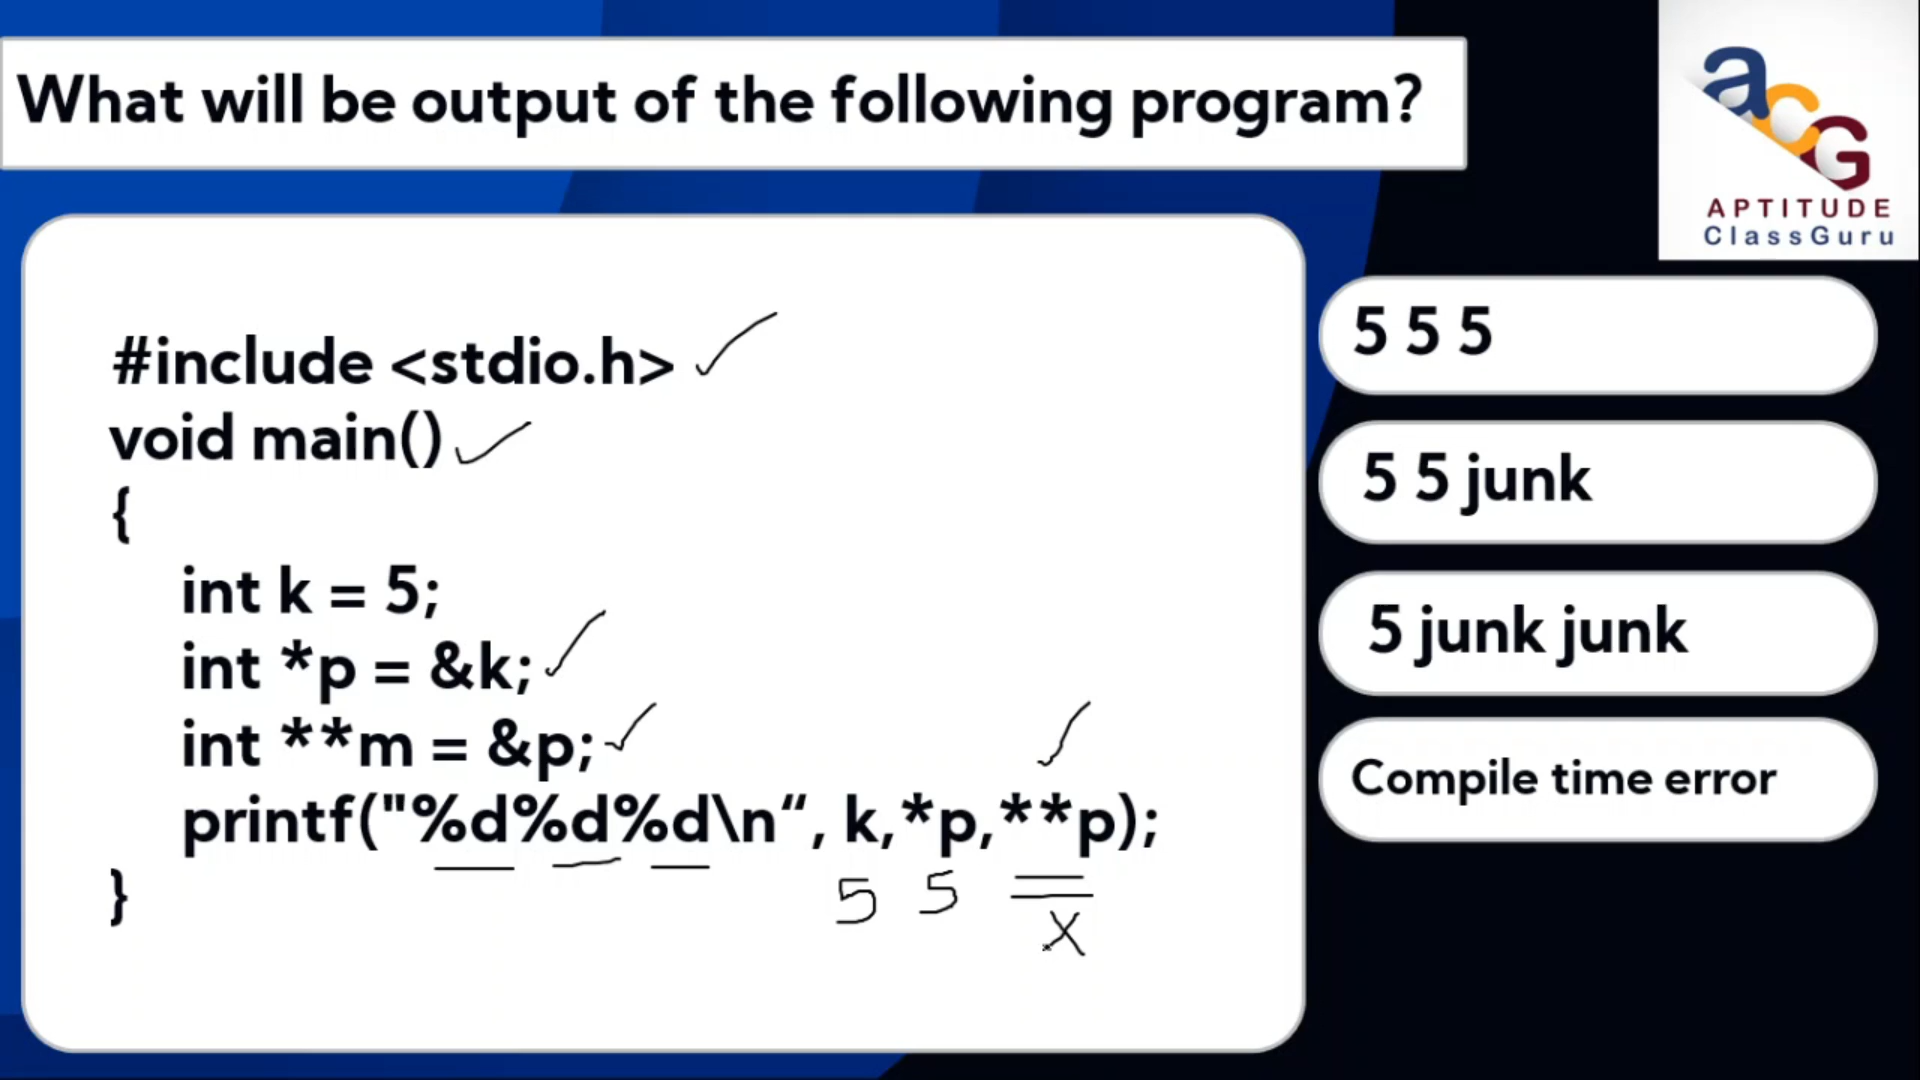 What will be output of the following program?
aCG
APTITUDE
ClassGuru
#include <stdio.h>
void main()
{
int k = 5;
int *p = &k;
int **m = &p;
printf("%d%d%d\n“, k,*p,**p);
5 5
X
}
5 5 5
5 5 junk
5 junk junk
Compile time error